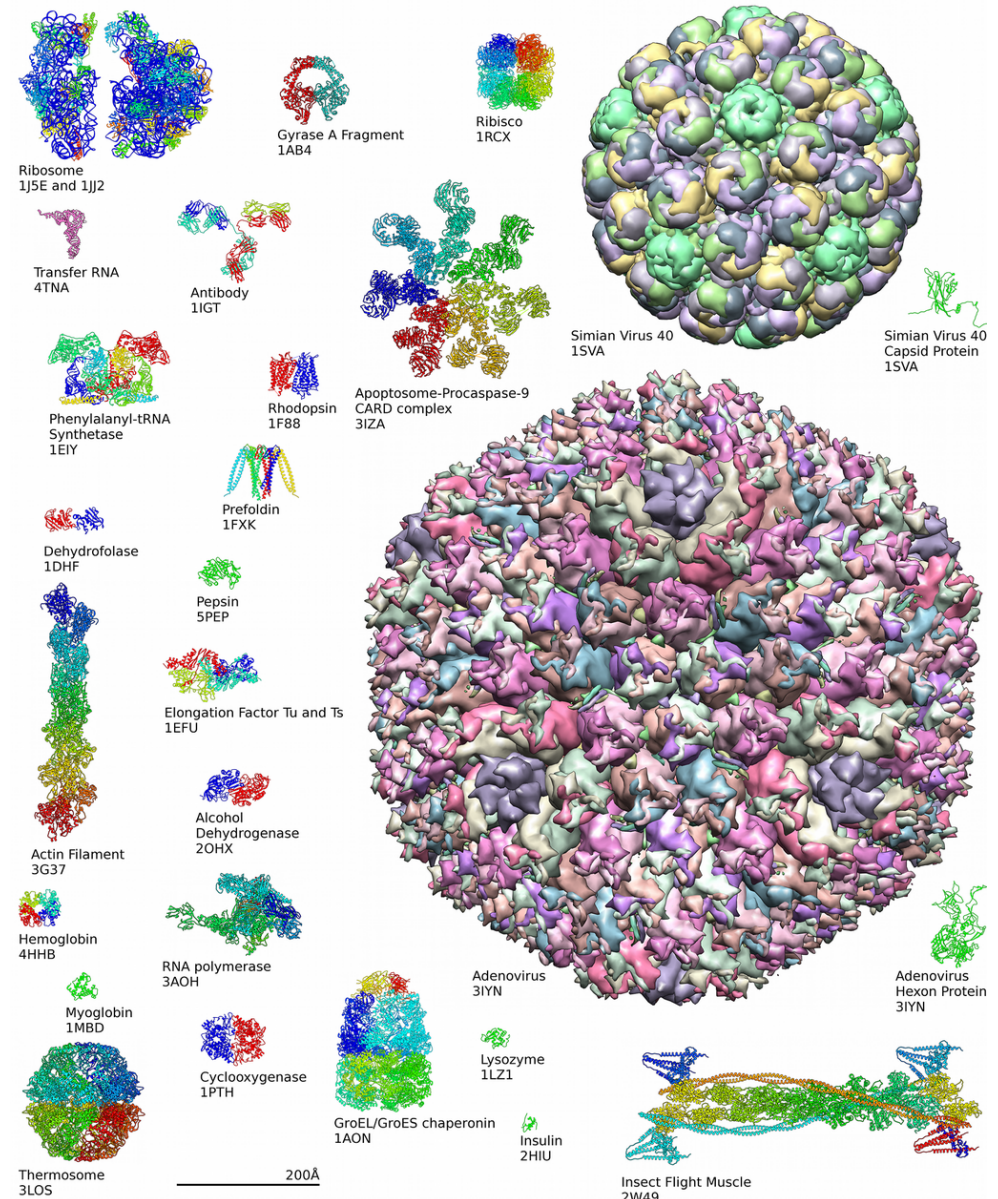 Ribosome
1J5E and 1JJ2
Gyrase A Fragment
1AB4
Ribisco
1RCX
Transfer RNA
4TNA
Antibody
1IGT
Simian Virus 40
1SVA
Simian Virus 40
Capsid Protein
1SVA
Phenylalanyl-tRNA
Synthetase
1EIY
Rhodopsin
1F88
Apoptosome-Procaspase-9
CARD complex
3IZA
Prefoldin
1FXK
Dehydrofolase
1DHF
Pepsin
5PEP
Elongation Factor Tu and Ts
1EFU
Alcohol
Dehydrogenase
2OHX
Actin Filament
3G37
Hemoglobin
4HHB
RNA polymerase
3AOH
Adenovirus
3IYN
Adenovirus
Hexon Protein
3IYN
Myoglobin
1MBD
Cyclooxygenase
1PTH
Lysozyme
1LZ1
GroEL/GroES chaperonin
1AON
Insulin
2HIU
Thermosome
3LOS
200Å
Insect Flight Muscle
2W49